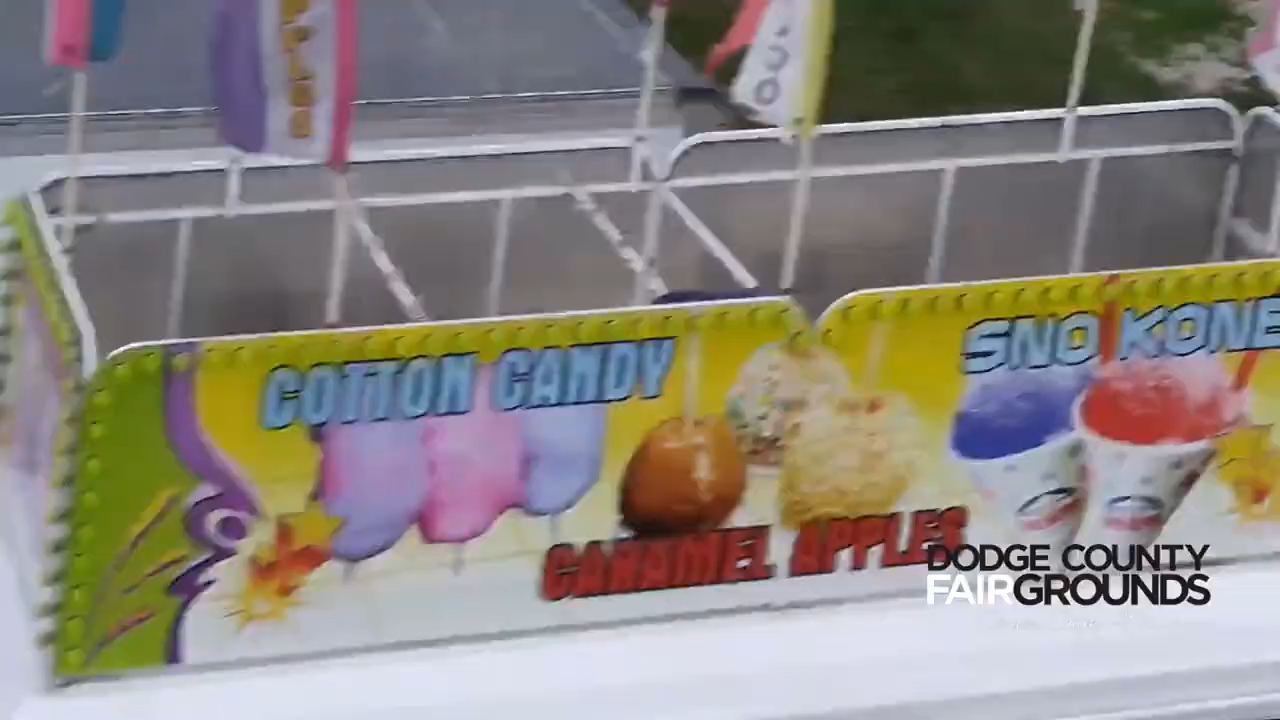 COTTON CANDY
SNO KONE
CARAMEL APPLES
DODGE COUNTY
FAIRGROUNDS